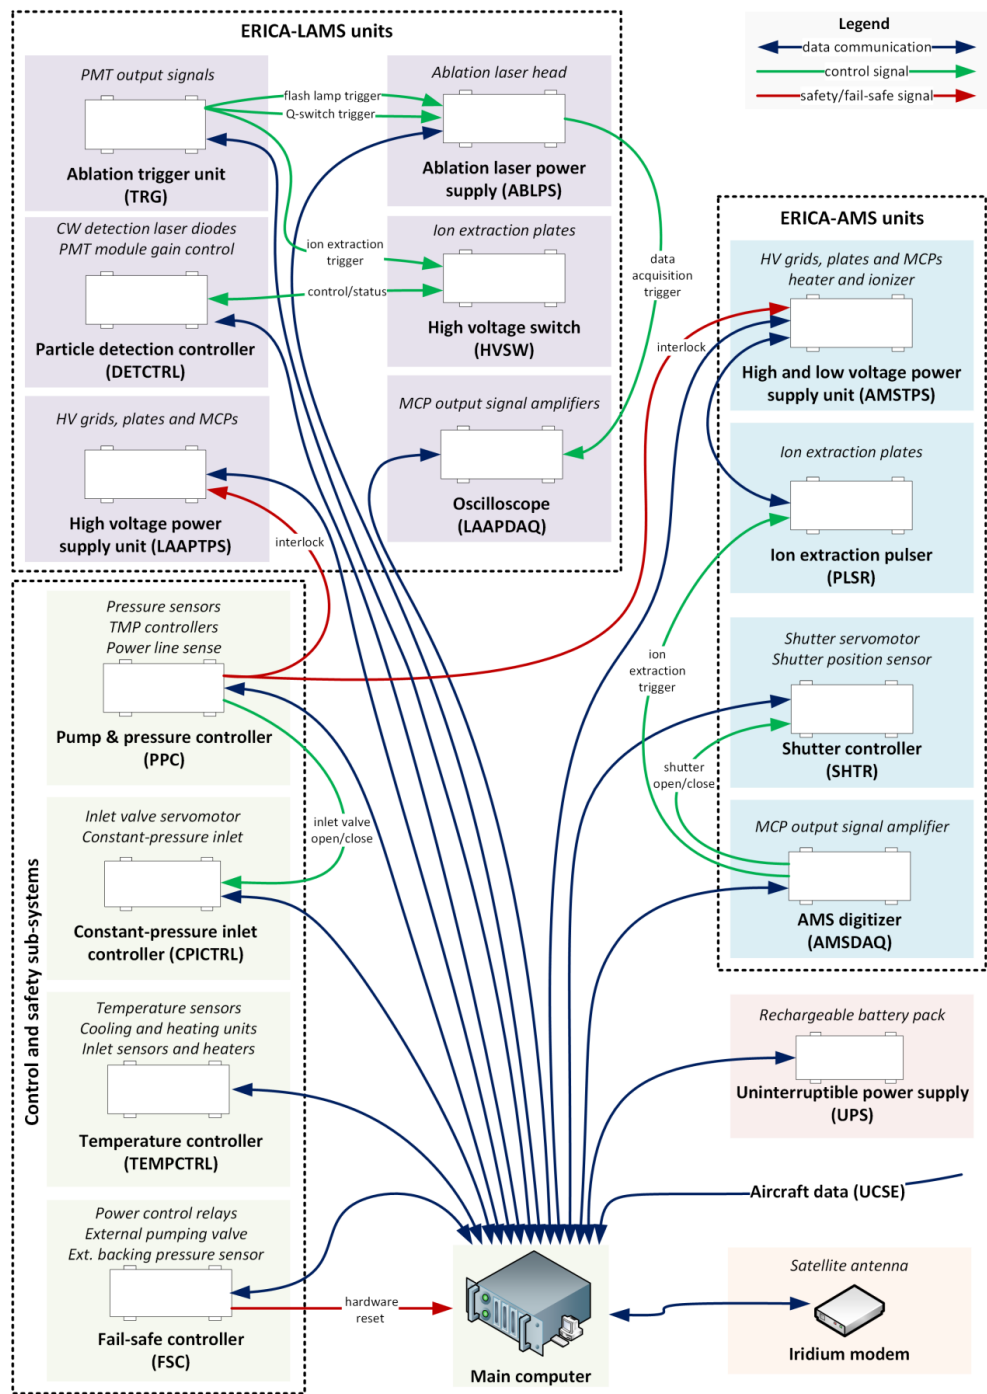 ERICA-LAMS units
Legend
data communication
control signal
safety/fail-safe signal
PMT output signals
Ablation trigger unit
(TRG)
flash lamp trigger
Q-switch trigger
Ablation laser head
Ablation laser power
supply (ABLPS)
CW detection laser diodes
PMT module gain control
Particle detection controller
(DETCTRL)
ion extraction
trigger
control/status
Ion extraction plates
High voltage switch
(HVSW)
data
acquisition
trigger
HV grids, plates and MCPs
High voltage power
supply unit (LAAPTPS)
interlock
MCP output signal amplifiers
Oscilloscope
(LAAPDAQ)
interlock
ERICA-AMS units
HV grids, plates and MCPs
heater and ionizer
High and low voltage power
supply unit (AMSTPS)
Ion extraction plates
Ion extraction pulser
(PLSR)
ion
extraction
trigger
Shutter servomotor
Shutter position sensor
Shutter controller
(SHTR)
shutter
open/close
MCP output signal amplifier
AMS digitizer
(AMSDAQ)
Control and safety sub-systems
Pressure sensors
TMP controllers
Power line sense
Pump & pressure controller
(PPC)
inlet valve
open/close
Inlet valve servomotor
Constant-pressure inlet
Constant-pressure inlet
controller (CPICTRL)
Temperature sensors
Cooling and heating units
Inlet sensors and heaters
Temperature controller
(TEMPCTRL)
Power control relays
External pumping valve
Ext. backing pressure sensor
Fail-safe controller
(FSC)
hardware
reset
Main computer
Rechargeable battery pack
Uninterruptible power supply
(UPS)
Aircraft data (UCSE)
Satellite antenna
Iridium modem